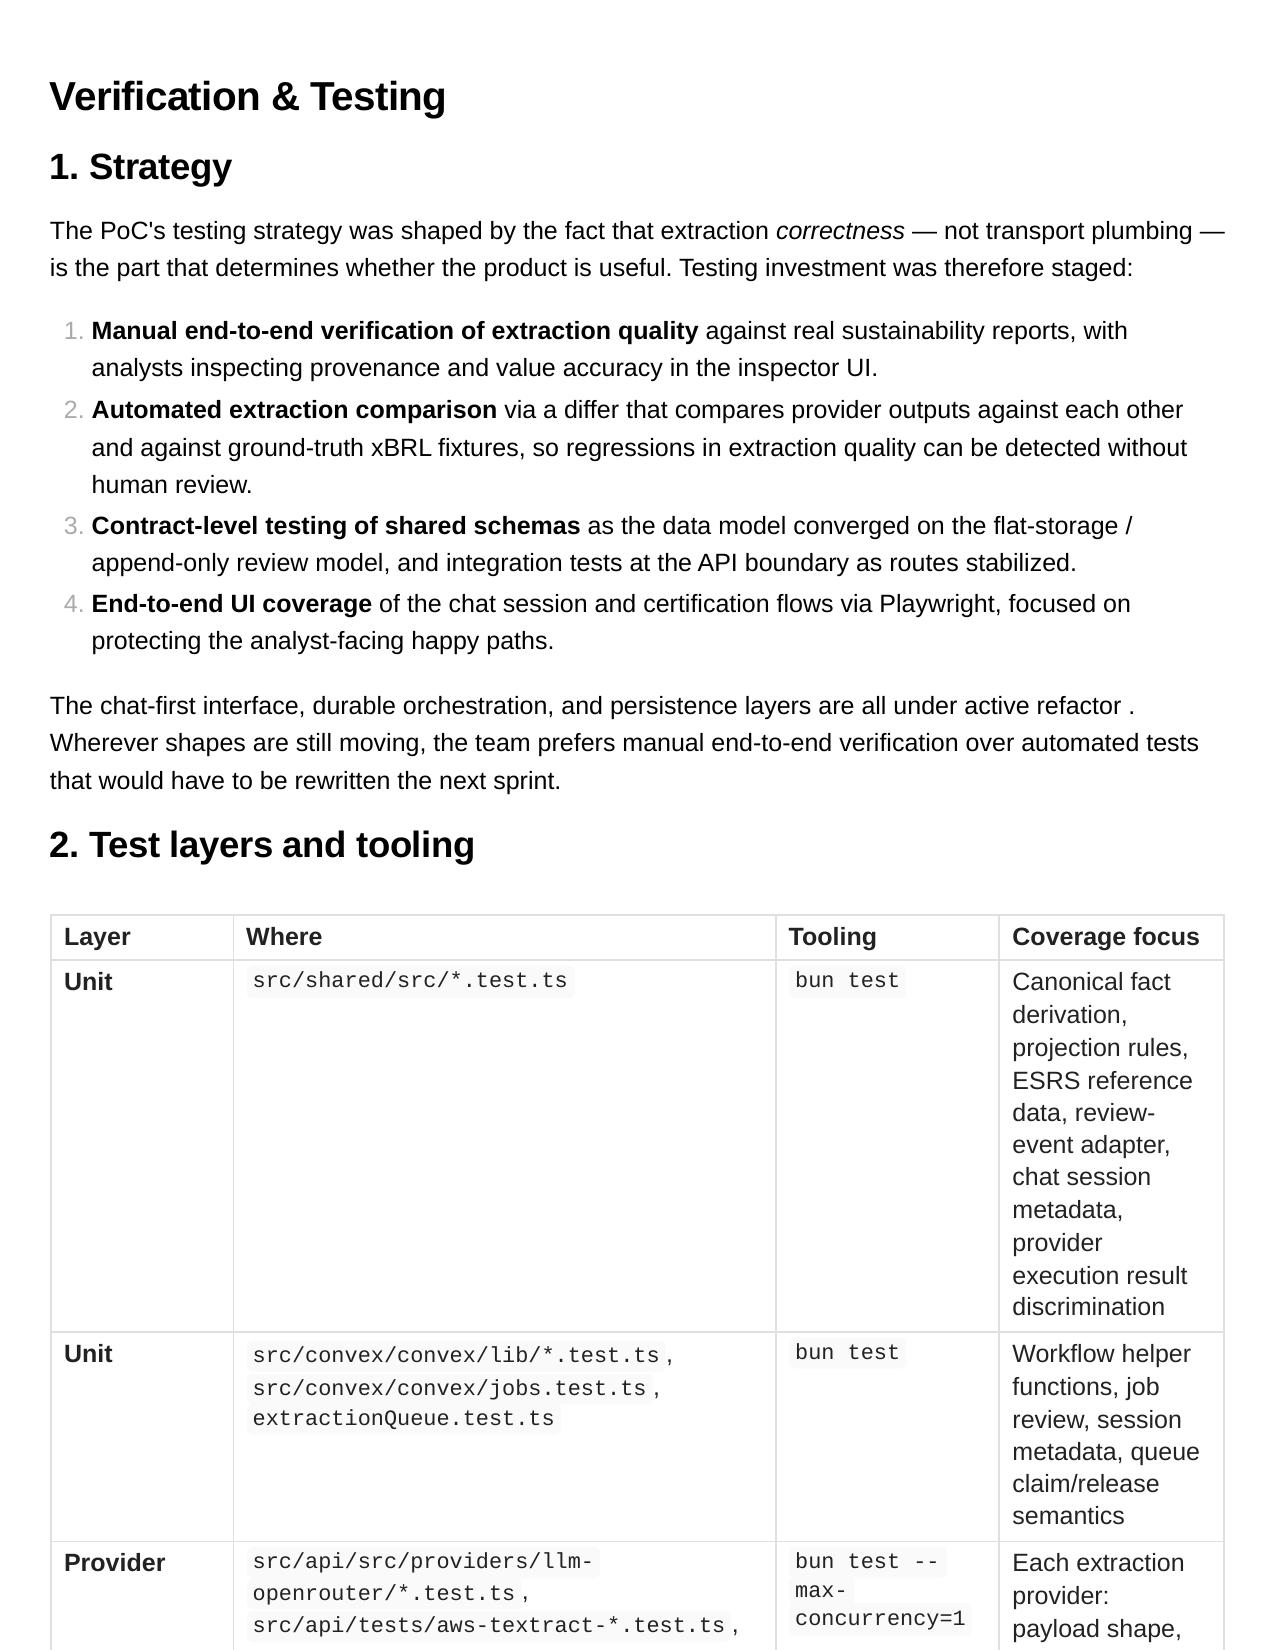 Verification & Testing
1. Strategy
The PoC's testing strategy was shaped by the fact that extraction correctness — not transport plumbing —
is the part that determines whether the product is useful. Testing investment was therefore staged:
1. Manual end-to-end verification of extraction quality against real sustainability reports, with
analysts inspecting provenance and value accuracy in the inspector UI.
2. Automated extraction comparison via a differ that compares provider outputs against each other
and against ground-truth xBRL fixtures, so regressions in extraction quality can be detected without
human review.
3. Contract-level testing of shared schemas as the data model converged on the flat-storage /
append-only review model, and integration tests at the API boundary as routes stabilized.
4. End-to-end UI coverage of the chat session and certification flows via Playwright, focused on
protecting the analyst-facing happy paths.
The chat-first interface, durable orchestration, and persistence layers are all under active refactor .
Wherever shapes are still moving, the team prefers manual end-to-end verification over automated tests
that would have to be rewritten the next sprint.
2. Test layers and tooling
Layer Where Tooling Coverage focus
Unit src/shared/src/*.test.ts bun test Canonical fact
derivation,
projection rules,
ESRS reference
data, review-
event adapter,
chat session
metadata,
provider
execution result
discrimination
Unit src/convex/convex/lib/*.test.ts, bun test Workflow helper
src/convex/convex/jobs.test.ts, functions, job
extractionQueue.test.ts review, session
metadata, queue
claim/release
semantics
Provider src/api/src/providers/llm- bun test -- Each extraction
openrouter/*.test.ts, max- provider:
src/api/tests/aws-textract-*.test.ts, concurrency=1 payload shape,